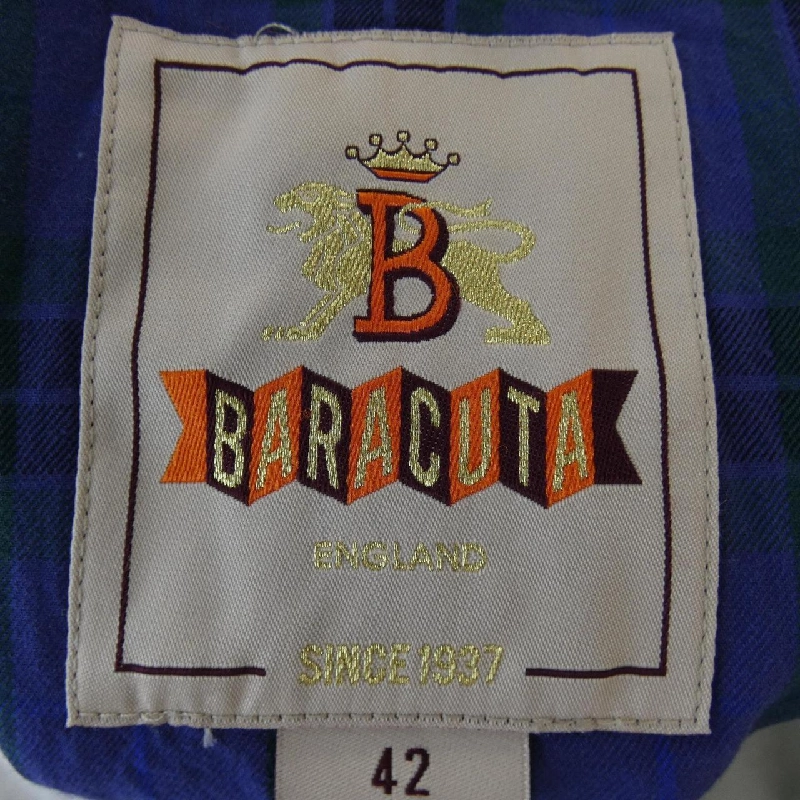 B
BARACUTA
ENGLAND
SINCE 1937
42